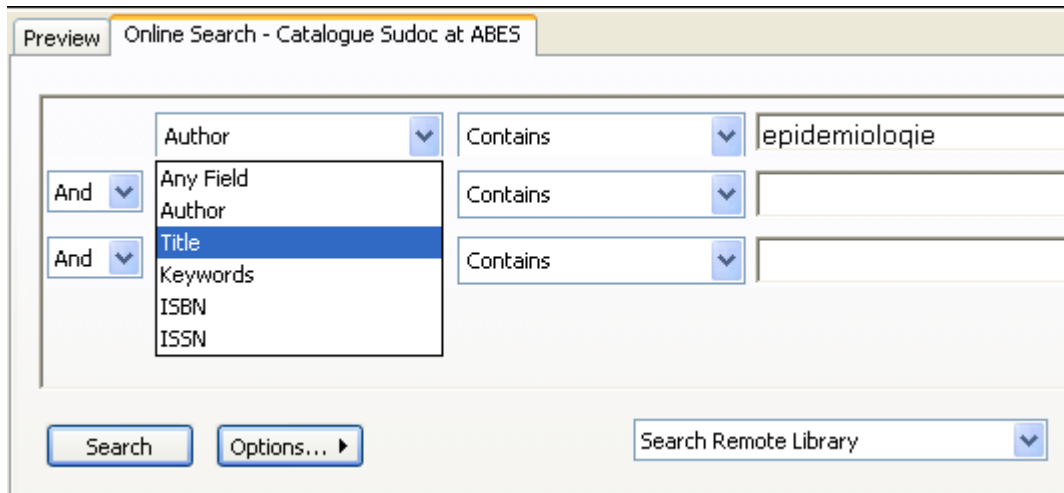 Preview Online Search - Catalogue Sudoc at ABES
Author Contains epidemiologie
Any Field
And Contains
Author
Title
And Contains
Keywords
ISBN
ISSN
Search Options... Search Remote Library